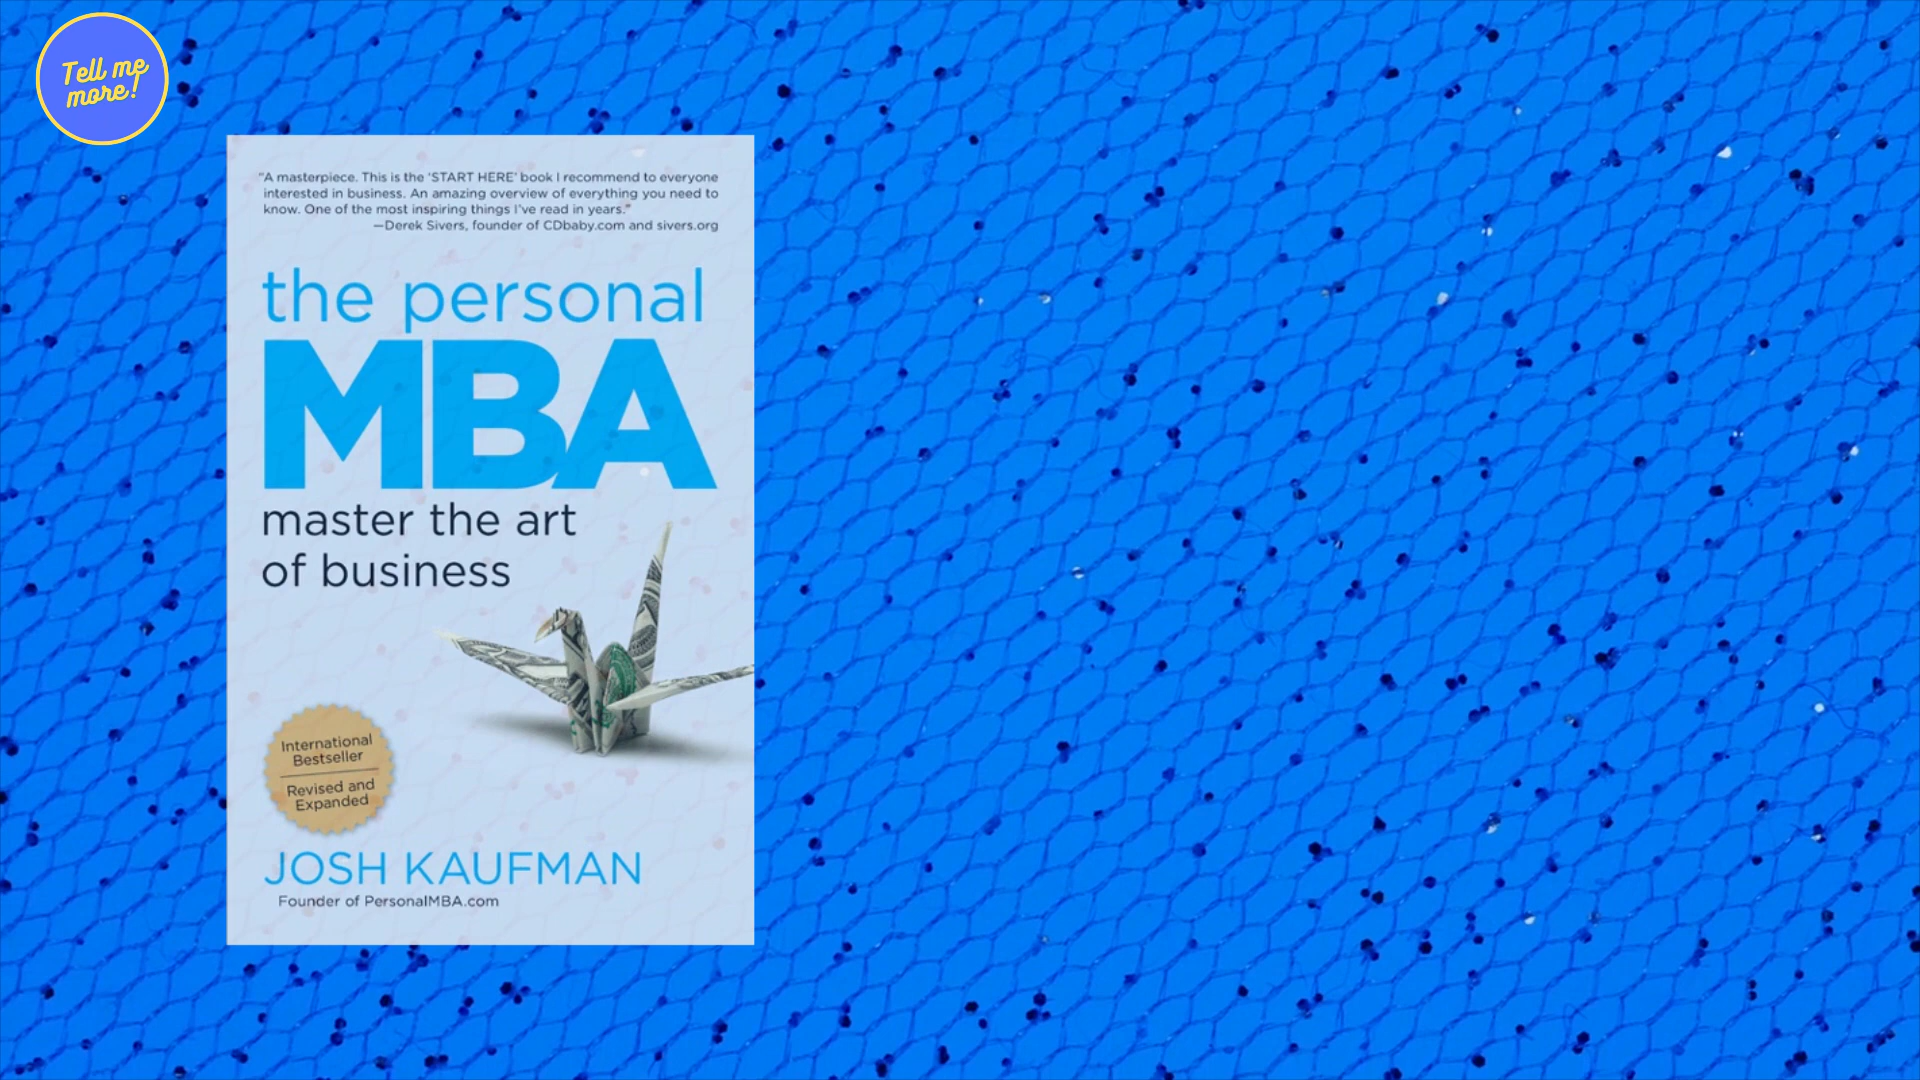 Tell me
more!
"A masterpiece. This is the 'START HERE' book I recommend to everyone
interested in business. An amazing overview of everything you need to
know. One of the most inspiring things I've read in years."
—Derek Sivers, founder of CDbaby.com and sivers.org
the personal
MBA
master the art
of business
International
Bestseller
Revised and
Expanded
JOSH KAUFMAN
Founder of PersonalMBA.com